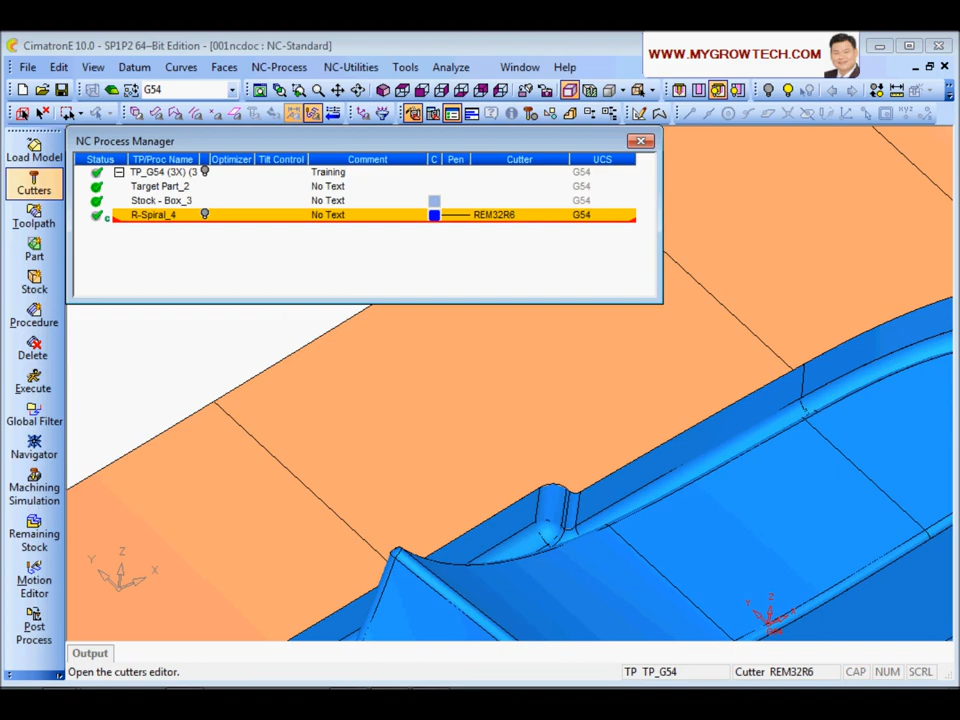 CimatronE 10.0 - SP1P2 64–Bit Edition - [001ncdoc : NC-Standard]
WWW.MYGROWTECH.COM
File Edit View Datum Curves Faces NC-Process NC-Utilities Tools Analyze Window Help
G54
NC Process Manager
Status TP/Proc Name Optimizer Tilt Control Comment C Pen Cutter UCS
TP_G54 (3X) (3 Training G54
Target Part_2 No Text G54
Stock - Box_3 No Text G54
c R-Spiral_4 No Text REM32R6 G54
Load Model
Cutters
Toolpath
Part
Stock
Procedure
Delete
Execute
Global Filter
Navigator
Machining
Simulation
Remaining
Stock
Motion
Editor
Post
Process
Z
Y
X
Z
Y
X
Output
Open the cutters editor. TP TP_G54 Cutter REM32R6 CAP NUM SCRL